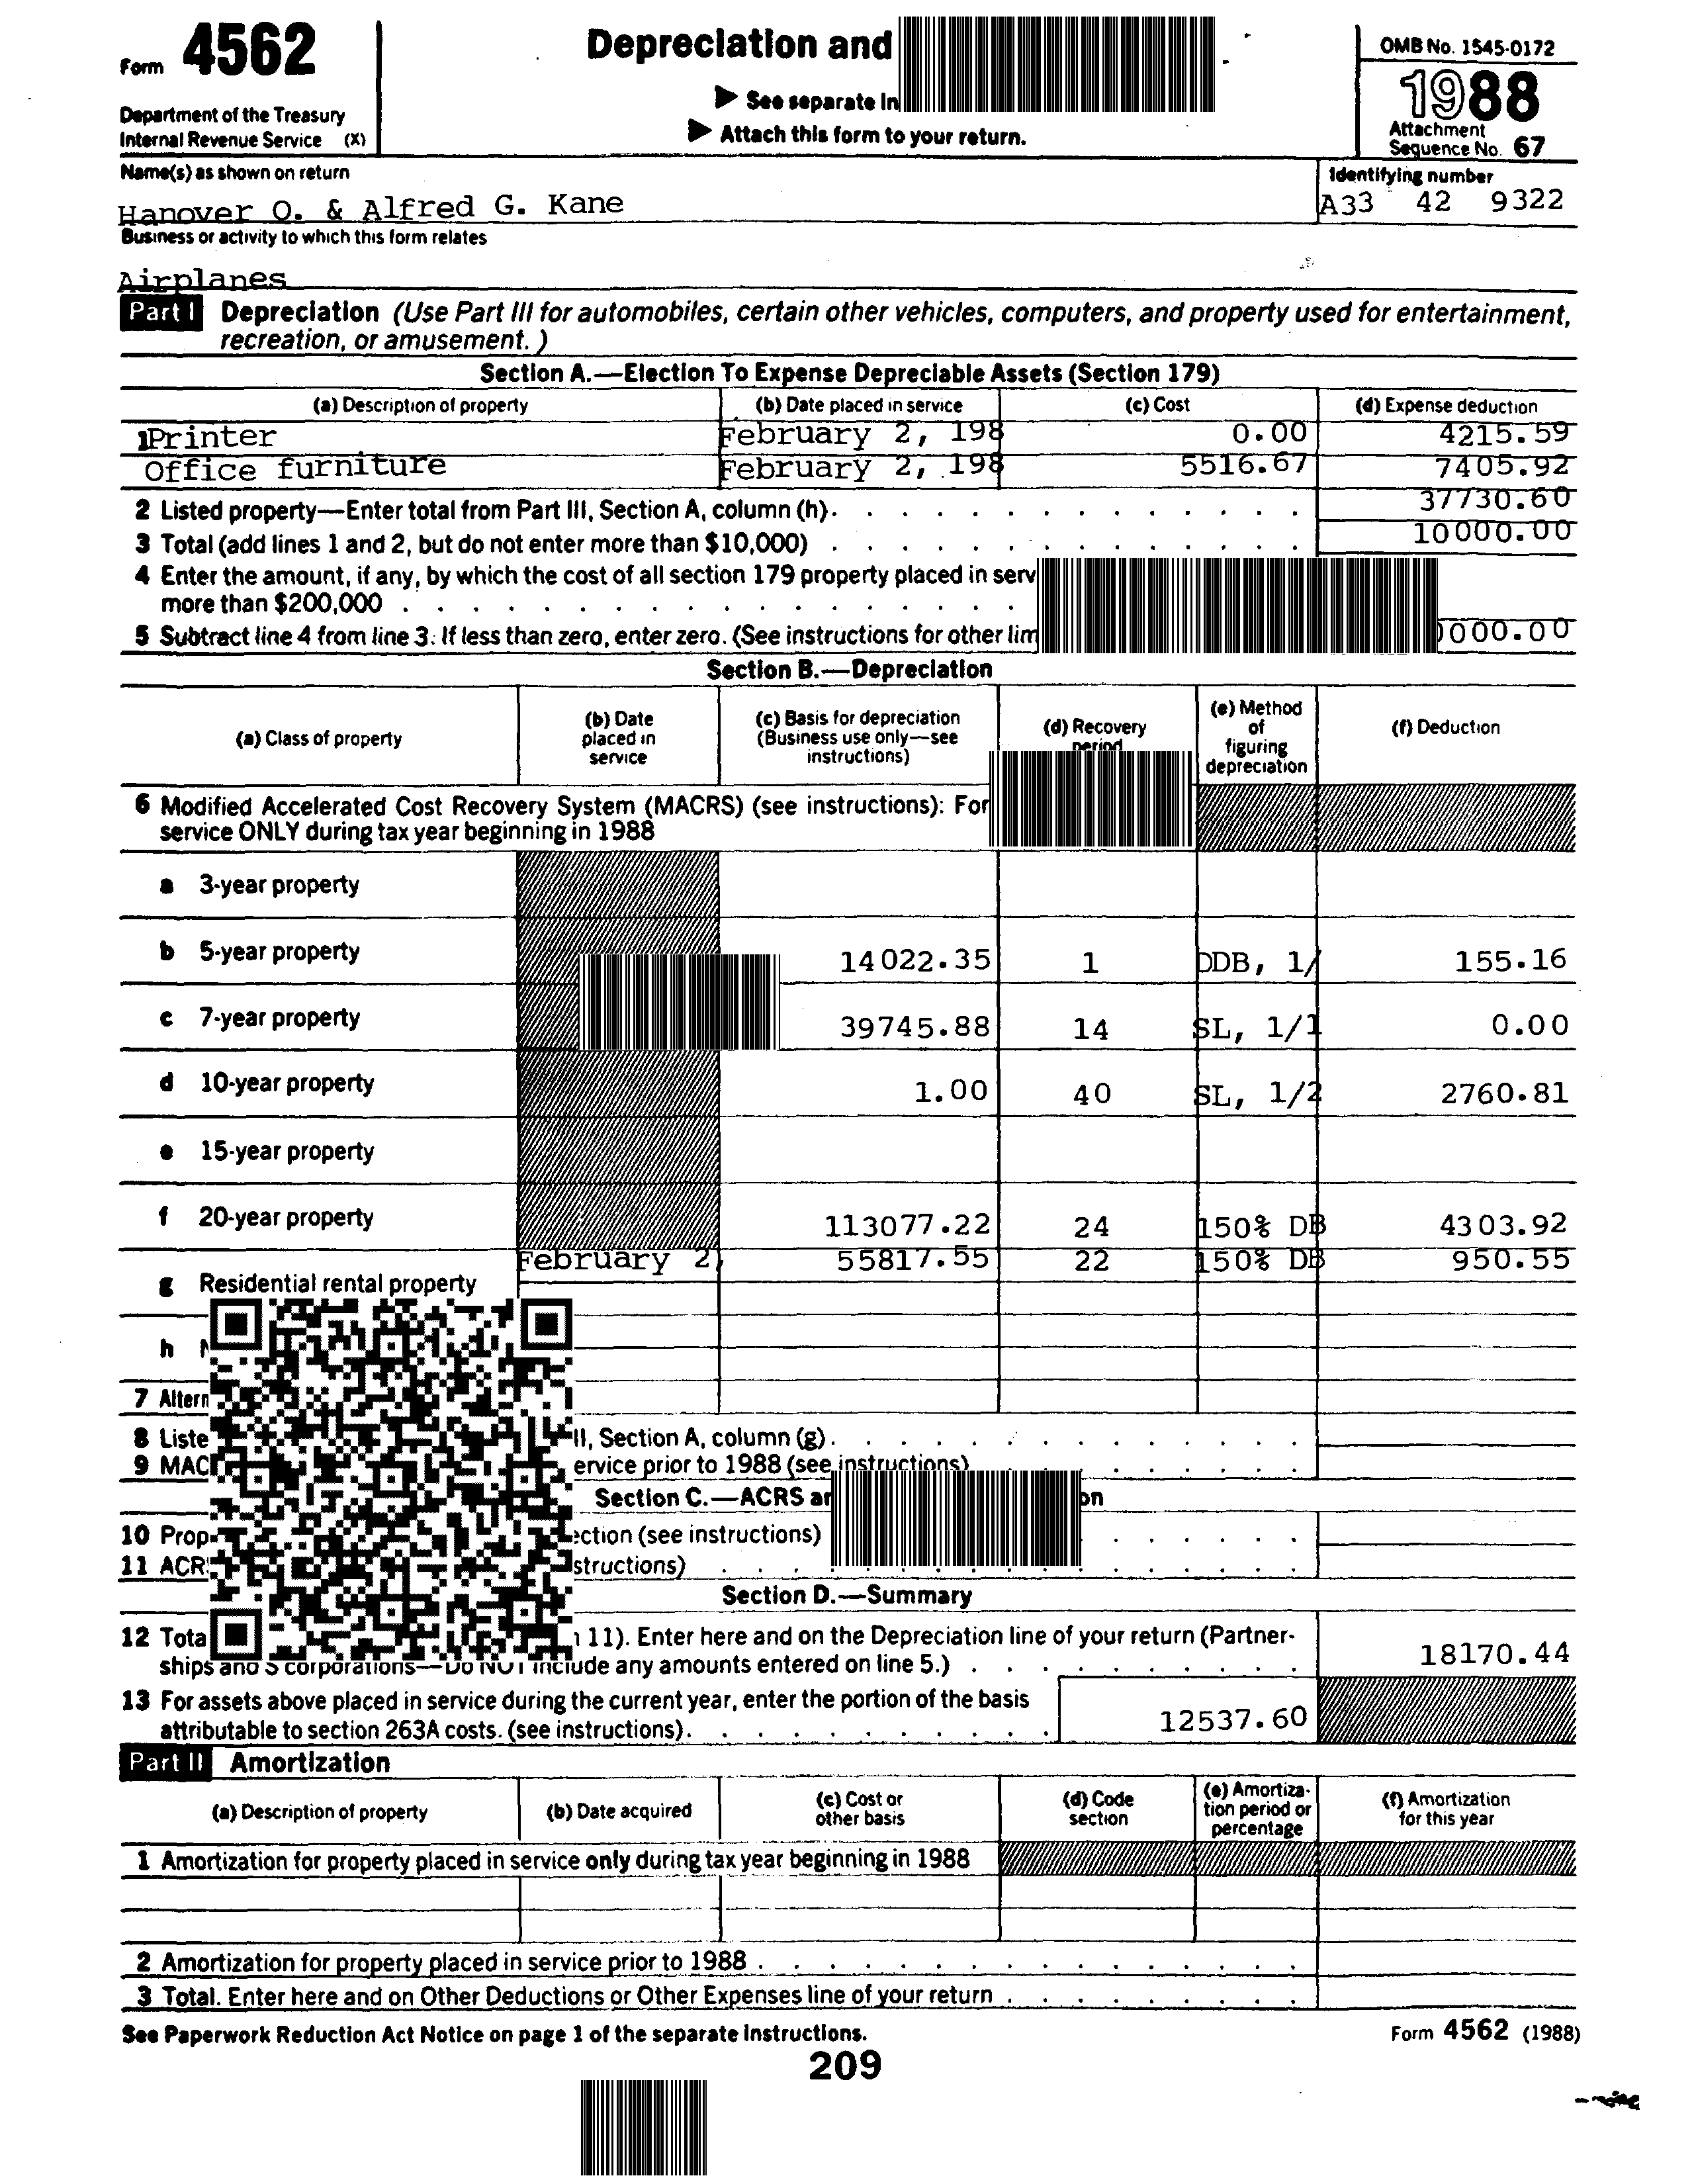 Form 4562
Depreciation and
OMB No. 1545-0172
1988
Department of the Treasury
Internal Revenue Service (X)
▶ See separate In
▶ Attach this form to your return.
Attachment
Sequence No. 67
Name(s) as shown on return
Identifying number
Hanover O. & Alfred G. Kane
A33 42 9322
Business or activity to which this form relates
Airplanes
Part I Depreciation (Use Part III for automobiles, certain other vehicles, computers, and property used for entertainment,
recreation, or amusement.)
Section A.—Election To Expense Depreciable Assets (Section 179)
(a) Description of property (b) Date placed in service (c) Cost (d) Expense deduction
1 Printer February 2, 198 0.00 4215.59
Office furniture February 2, 198 5516.67 7405.92
2 Listed property—Enter total from Part III, Section A, column (h). 37730.60
3 Total (add lines 1 and 2, but do not enter more than $10,000) 10000.00
4 Enter the amount, if any, by which the cost of all section 179 property placed in serv
more than $200,000
5 Subtract line 4 from line 3. If less than zero, enter zero. (See instructions for other lim 000.00
Section B.—Depreciation
(a) Class of property (b) Date placed in service (c) Basis for depreciation (Business use only—see instructions) (d) Recovery period (e) Method of figuring depreciation (f) Deduction
6 Modified Accelerated Cost Recovery System (MACRS) (see instructions): For
service ONLY during tax year beginning in 1988
a 3-year property
b 5-year property 14022.35 1 DDB, 1/ 155.16
c 7-year property 39745.88 14 SL, 1/1 0.00
d 10-year property 1.00 40 SL, 1/2 2760.81
e 15-year property
f 20-year property 113077.22 24 150% DB 4303.92
February 2, 55817.55 22 150% DB 950.55
g Residential rental property
h
7 Altern
8 Liste II, Section A, column (g).
9 MAC ervice prior to 1988 (see instructions)
Section C.—ACRS ar on
10 Prop ection (see instructions)
11 ACR structions)
Section D.—Summary
12 Tota 11). Enter here and on the Depreciation line of your return (Partner-
ships and S corporations—Do NOT include any amounts entered on line 5.) 18170.44
13 For assets above placed in service during the current year, enter the portion of the basis
attributable to section 263A costs. (see instructions). 12537.60
Part II Amortization
(a) Description of property (b) Date acquired (c) Cost or other basis (d) Code section (e) Amortiza-tion period or percentage (f) Amortization for this year
1 Amortization for property placed in service only during tax year beginning in 1988
2 Amortization for property placed in service prior to 1988
3 Total. Enter here and on Other Deductions or Other Expenses line of your return
See Paperwork Reduction Act Notice on page 1 of the separate Instructions.
Form 4562 (1988)
209